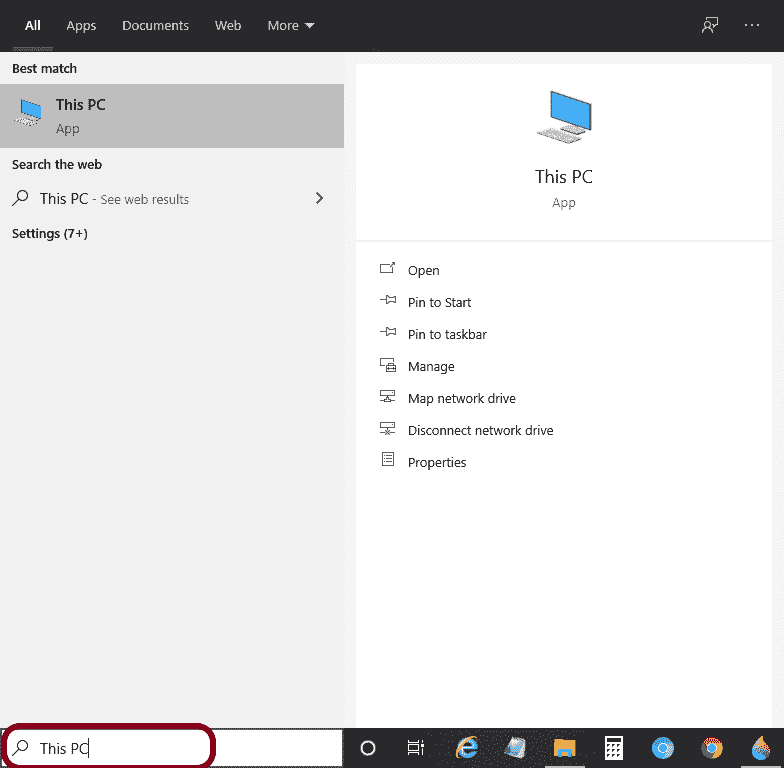 All Apps Documents Web More
Best match
This PC
App
Search the web
This PC - See web results
Settings (7+)
This PC
App
Open
Pin to Start
Pin to taskbar
Manage
Map network drive
Disconnect network drive
Properties
This PC